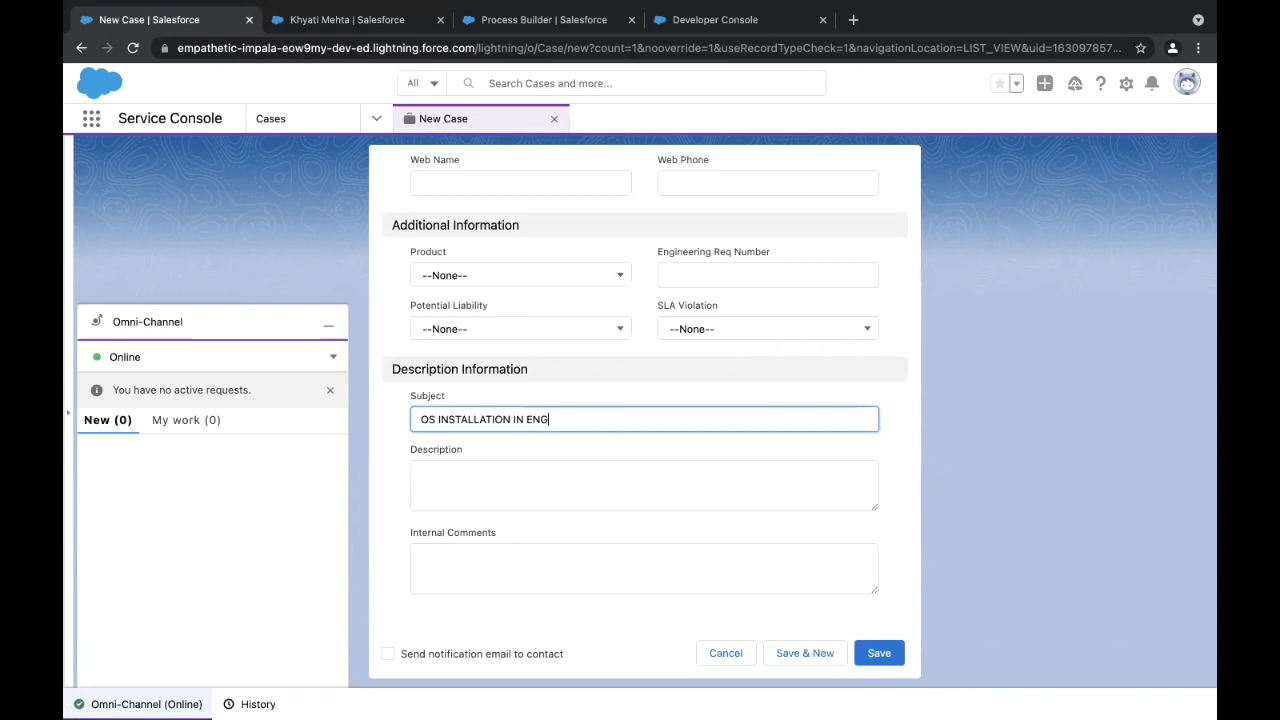 New Case | Salesforce
Khyati Mehta | Salesforce
Process Builder | Salesforce
Developer Console
empathetic-impala-eow9my-dev-ed.lightning.force.com/lightning/o/Case/new?count=1&nooverride=1&useRecordTypeCheck=1&navigationLocation=LIST_VIEW&uid=163097857...
All
Search Cases and more...
Service Console
Cases
New Case
Web Name
Web Phone
Additional Information
Product
Engineering Req Number
--None--
Potential Liability
SLA Violation
--None--
--None--
Description Information
Subject
OS INSTALLATION IN ENG
Description
Internal Comments
Send notification email to contact
Cancel
Save & New
Save
Omni-Channel
Online
You have no active requests.
New (0)
My work (0)
Omni-Channel (Online)
History